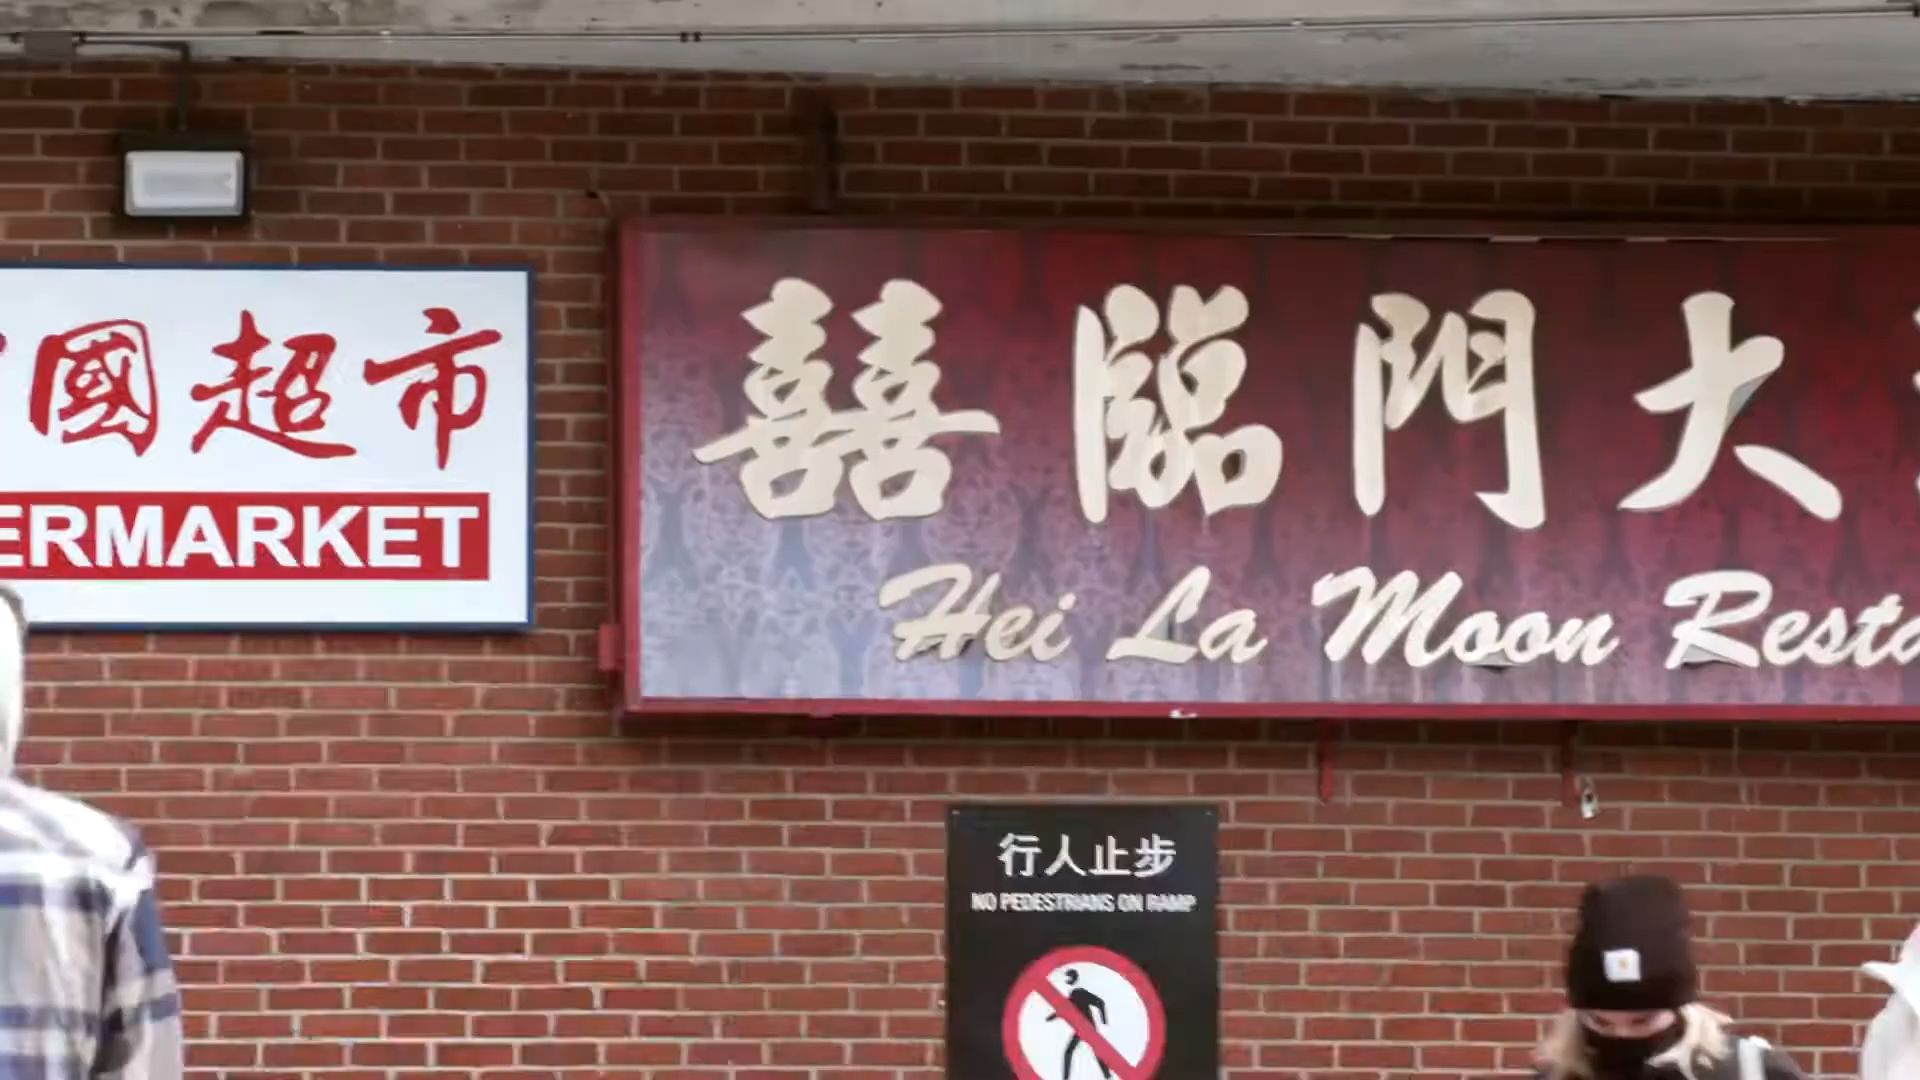 國超市
ERMARKET
囍臨門大
Hei La Moon Resta
行人止步
NO PEDESTRIANS ON RAMP